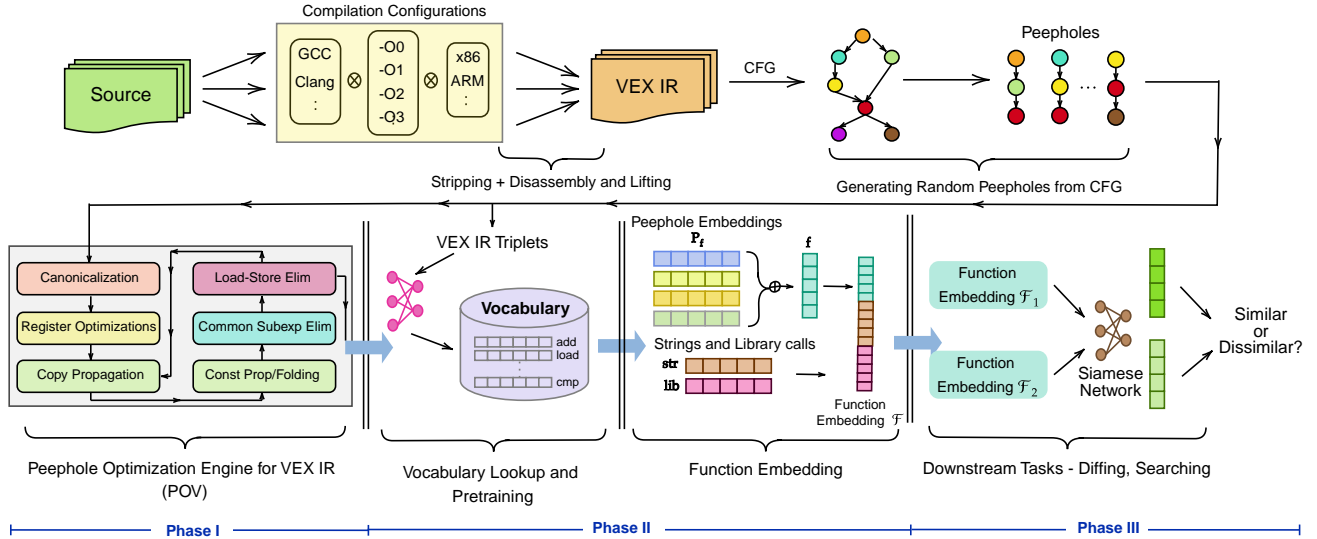 Compilation Configurations
Source
GCC
Clang
:
⊗
-O0
-O1
-O2
-O3
:
⊗
x86
ARM
:
VEX IR
CFG
Peepholes
...
Stripping + Disassembly and Lifting
Generating Random Peepholes from CFG
Canonicalization
Register Optimizations
Copy Propagation
Load-Store Elim
Common Subexp Elim
Const Prop/Folding
VEX IR Triplets
Vocabulary
add
load
:
cmp
Peephole Embeddings
P_f
f
⊕
Strings and Library calls
str
lib
Function
Embedding ℱ
Function
Embedding ℱ₁
Function
Embedding ℱ₂
Siamese
Network
Similar
or
Dissimilar?
Peephole Optimization Engine for VEX IR
(POV)
Vocabulary Lookup and
Pretraining
Function Embedding
Downstream Tasks - Diffing, Searching
Phase I
Phase II
Phase III